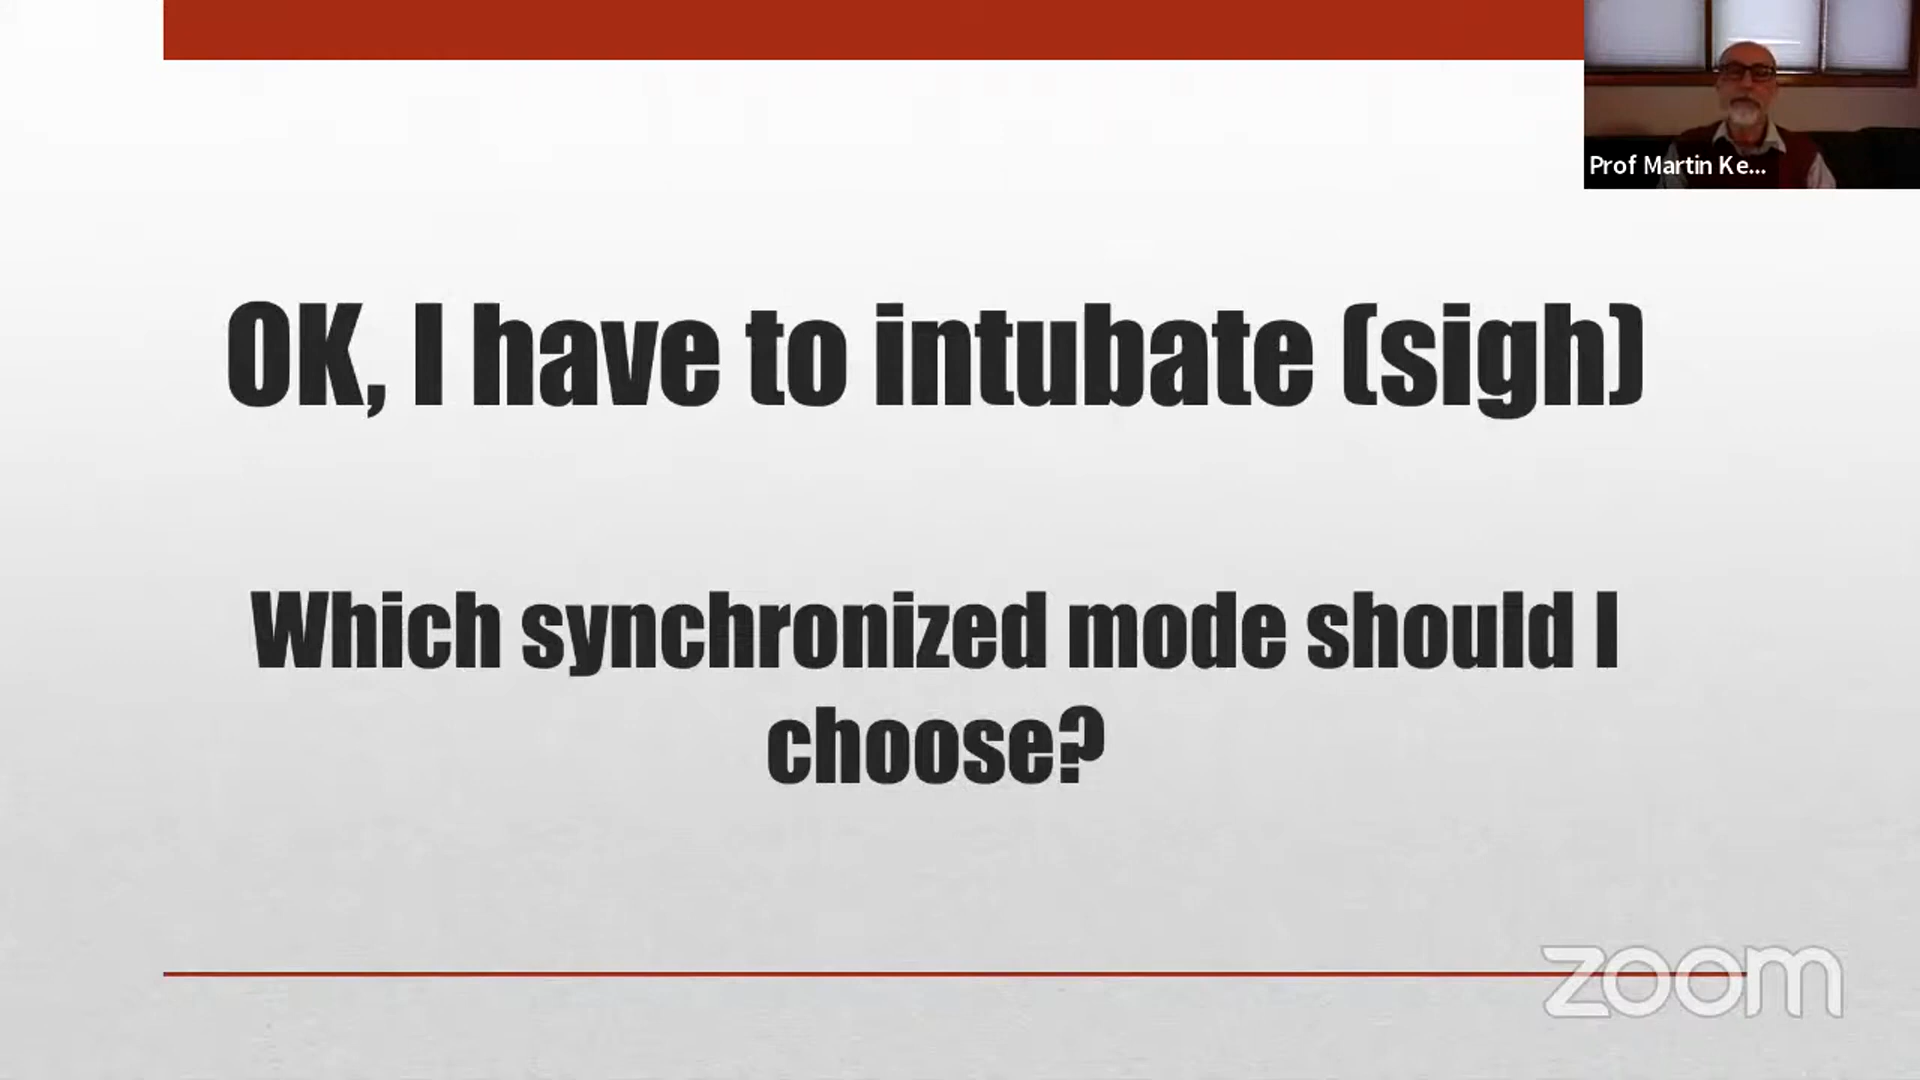 Prof Martin Ke...
OK, I have to intubate (sigh)
Which synchronized mode should I
choose?
zoom